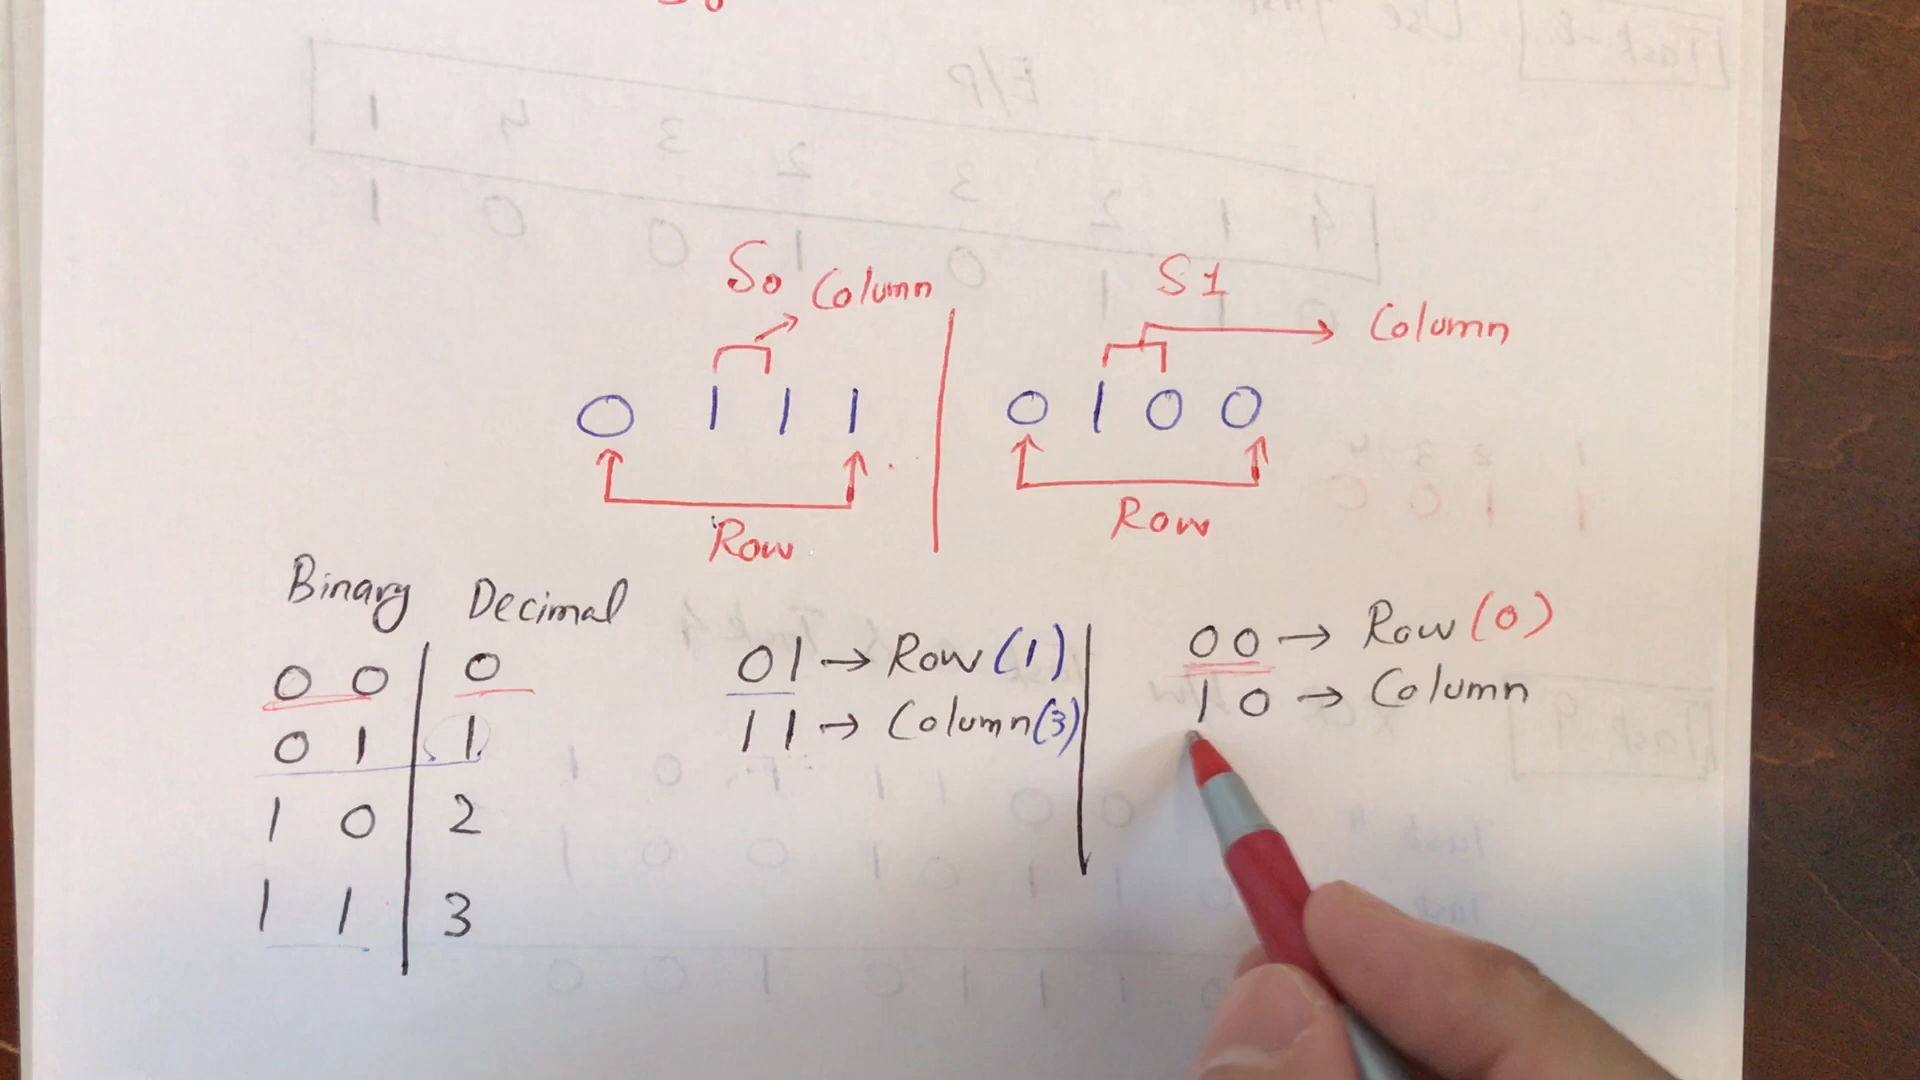 S0 Column
S1
Column
0 1 1 1
0 1 0 0
Row
Row
Binary Decimal
0 0 0
0 1 1
1 0 2
1 1 3
01 → Row (1)
11 → Column (3)
00 → Row (0)
10 → Column